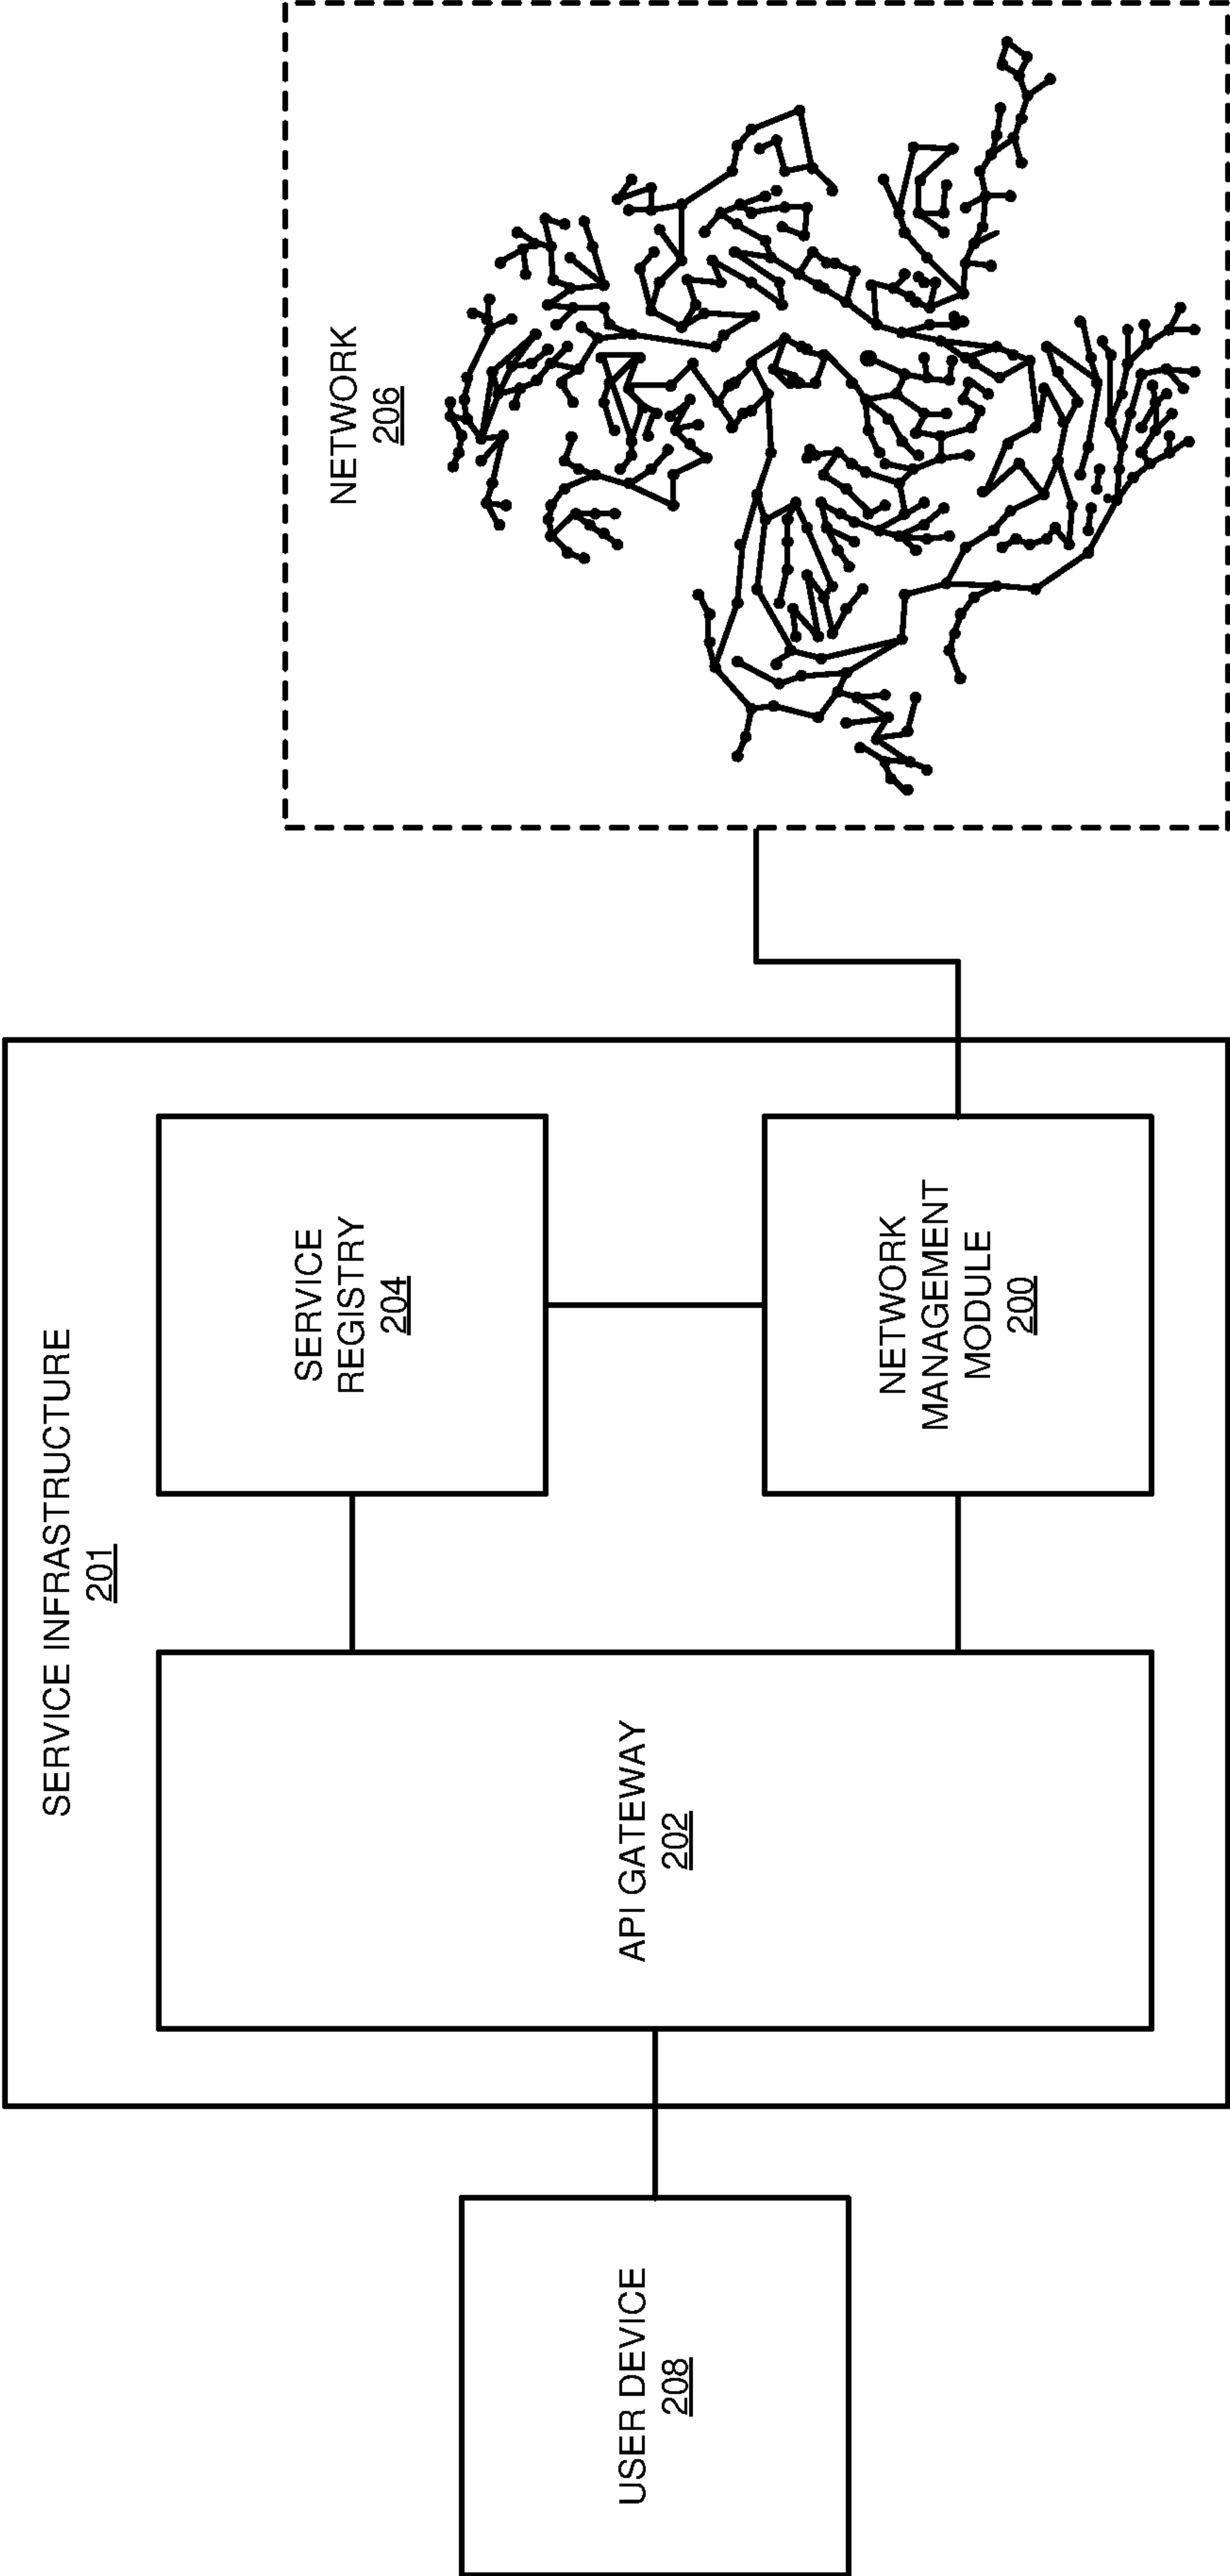 SERVICE INFRASTRUCTURE
201
USER DEVICE
208
API GATEWAY
202
SERVICE
REGISTRY
204
NETWORK
MANAGEMENT
MODULE
200
NETWORK
206